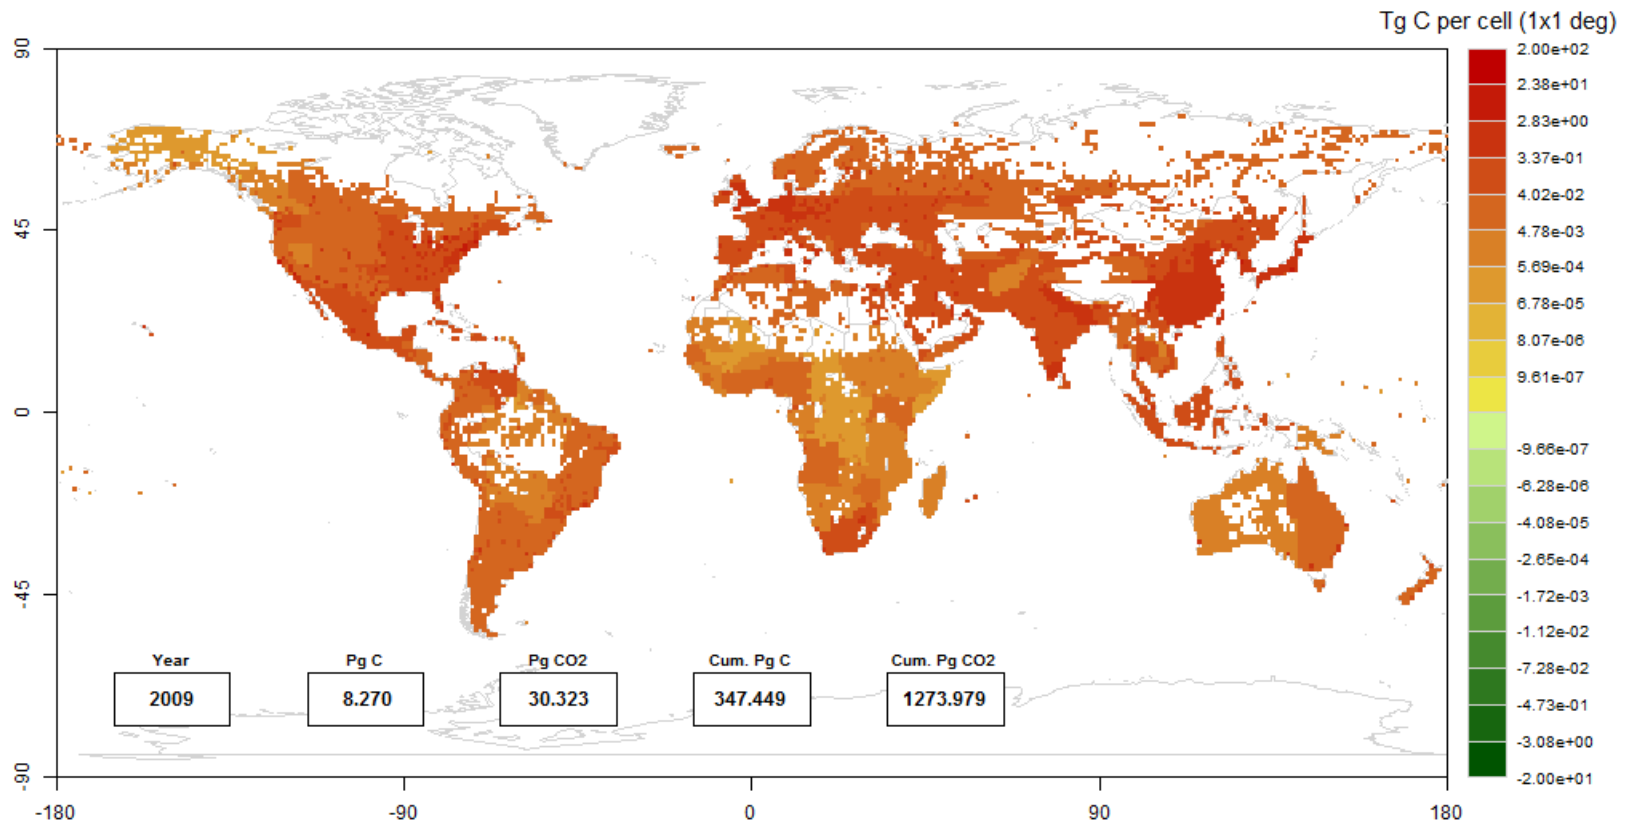 Tg C per cell (1x1 deg)
2.00e+02
2.38e+01
2.83e+00
3.37e-01
4.02e-02
4.78e-03
5.69e-04
6.78e-05
8.07e-06
9.61e-07
-9.66e-07
-6.28e-06
-4.08e-05
-2.65e-04
-1.72e-03
-1.12e-02
-7.28e-02
-4.73e-01
-3.08e+00
-2.00e+01
90
45
0
-45
-90
Year Pg C Pg CO2 Cum. Pg C Cum. Pg CO2
2009 8.270 30.323 347.449 1273.979
-180 -90 0 90 180